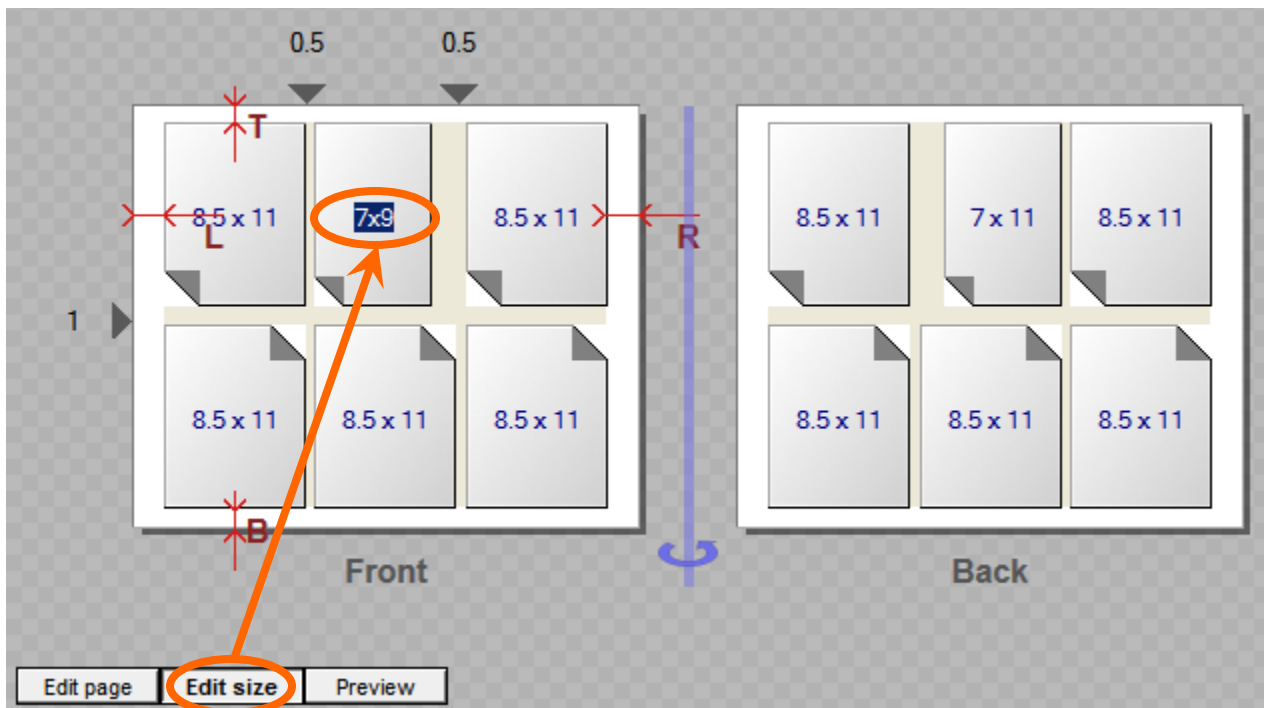 0.5 0.5
T
8.5 x 11 7x9 8.5 x 11 8.5 x 11 7 x 11 8.5 x 11
L R
1
8.5 x 11 8.5 x 11 8.5 x 11 8.5 x 11 8.5 x 11 8.5 x 11
B
Front Back
Edit page Edit size Preview